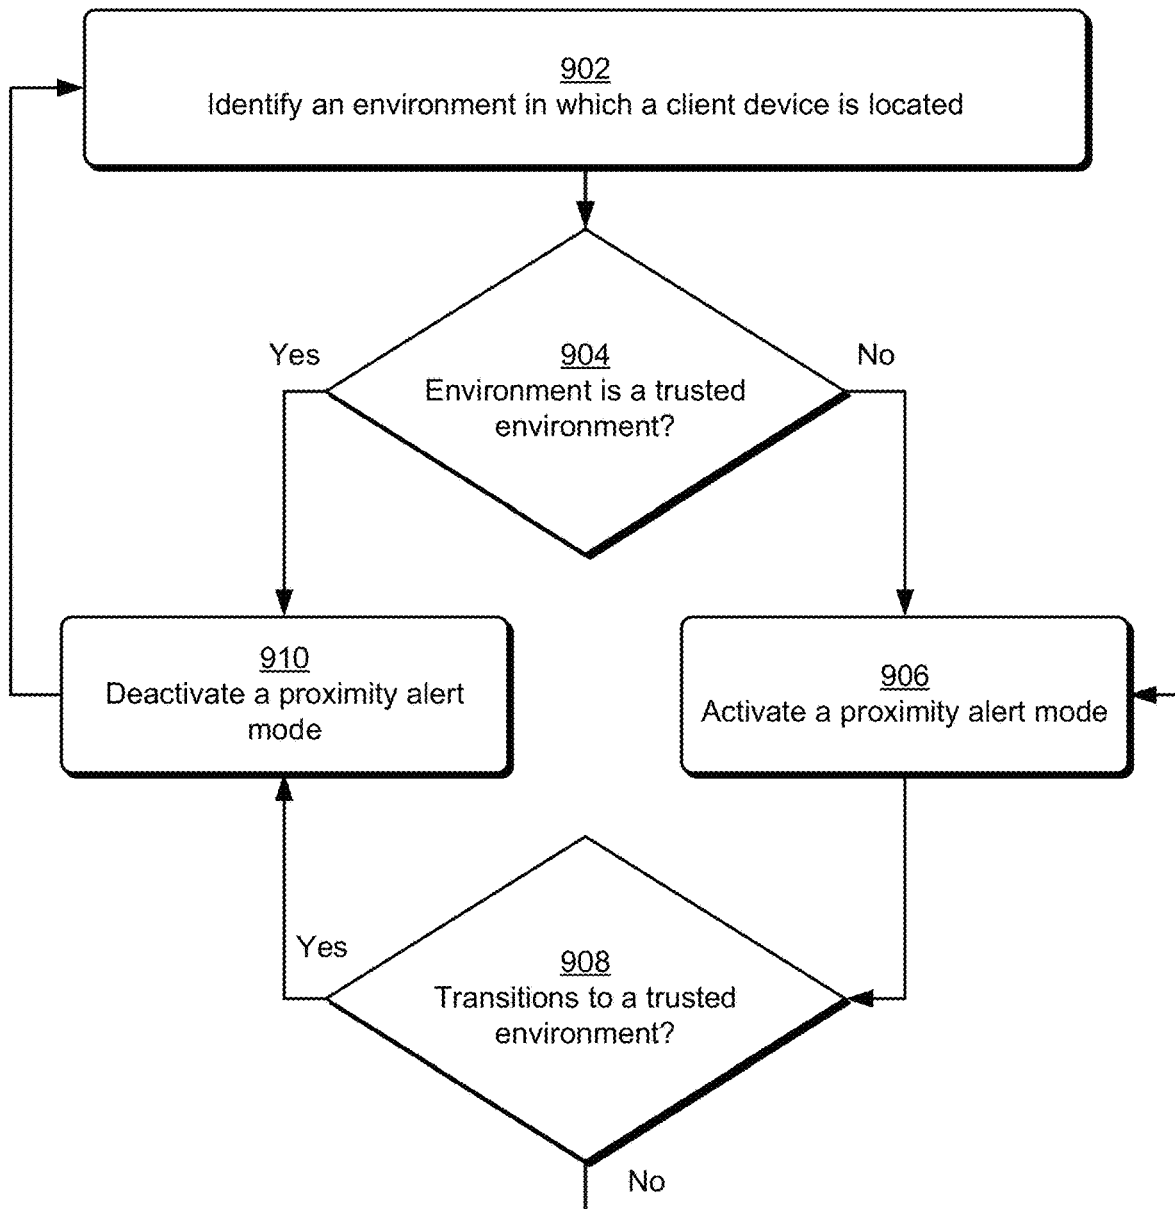 902
Identify an environment in which a client device is located
Yes
904
Environment is a trusted
environment?
No
910
Deactivate a proximity alert
mode
906
Activate a proximity alert mode
Yes
908
Transitions to a trusted
environment?
No